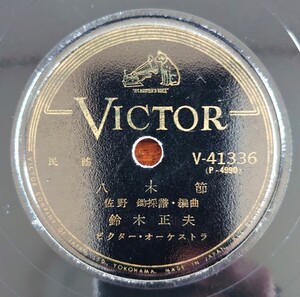 "HIS MASTER'S VOICE"
VICTOR
民謡 V-41336
(P-4990)
八木節
佐野 鋤採譜・編曲
鈴木正夫
ビクター・オーケストラ
YOKOHAMA. MADE IN JAPAN